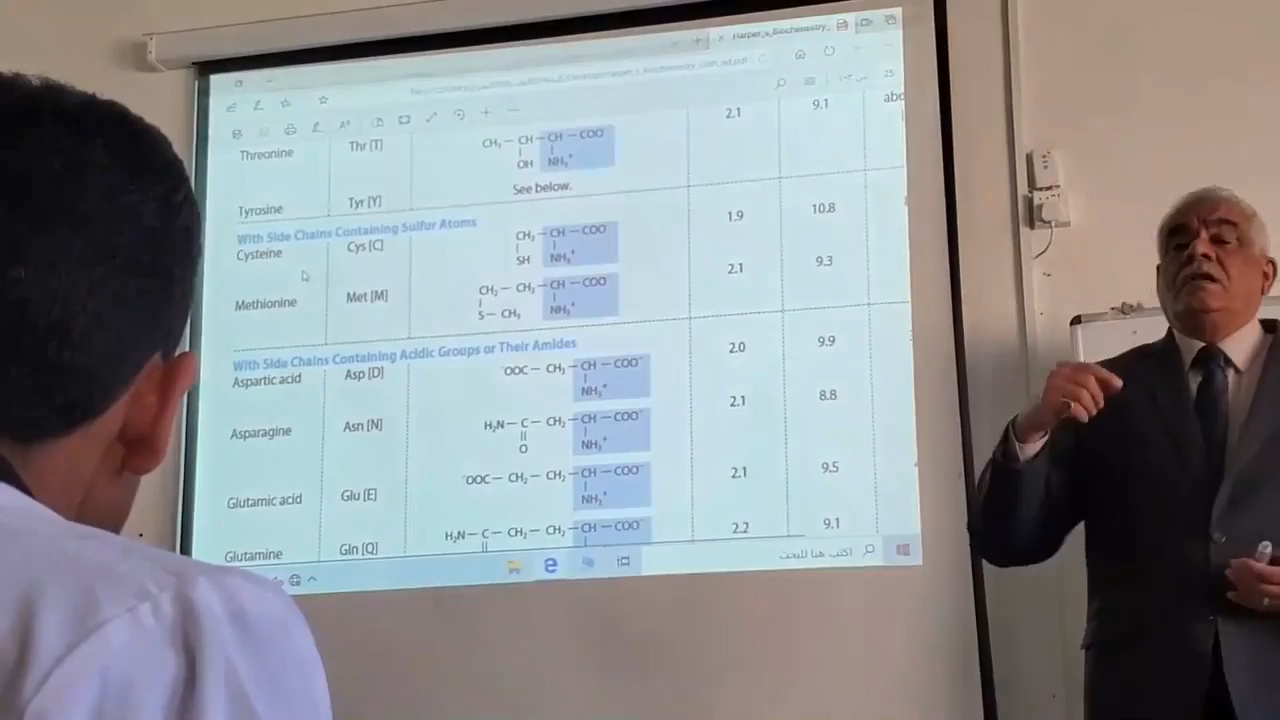 Harper_s_Biochemistry_
25
2.1 9.1 abo
Threonine Thr [T] CH₃ — CH — CH — COO⁻
OH NH₃⁺
See below.
Tyrosine Tyr [Y]
With Side Chains Containing Sulfur Atoms
1.9 10.8
Cysteine Cys [C] CH₂ — CH — COO⁻
SH NH₃⁺
2.1 9.3
Methionine Met [M] CH₂ — CH₂ — CH — COO⁻
S — CH₃ NH₃⁺
With Side Chains Containing Acidic Groups or Their Amides
2.0 9.9
Aspartic acid Asp [D] ⁻OOC — CH₂ — CH — COO⁻
NH₃⁺
2.1 8.8
Asparagine Asn [N] H₂N — C — CH₂ — CH — COO⁻
O NH₃⁺
2.1 9.5
Glutamic acid Glu [E] ⁻OOC — CH₂ — CH₂ — CH — COO⁻
NH₃⁺
2.2 9.1
Glutamine Gln [Q] H₂N — C — CH₂ — CH₂ — CH — COO⁻
اكتب هنا للبحث